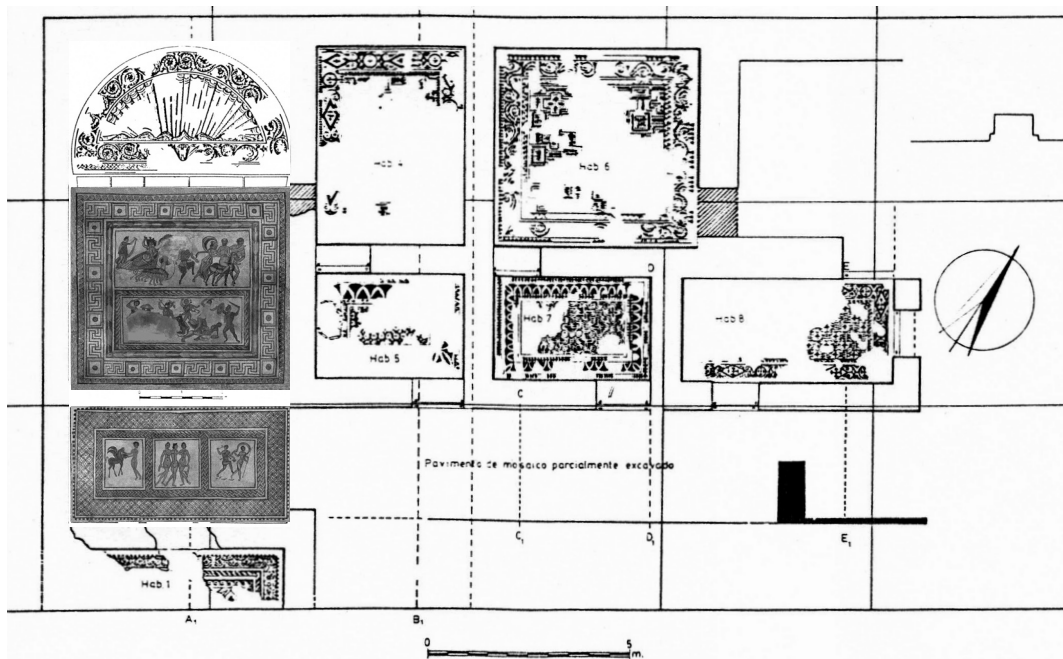 Hab. 4
Hab. 6
D
E
Hab. 7
Hab. 8
Hab. 5
C
Pavimento de mosaico parcialmente excavado
C₁
D₁
E₁
Hab. 1
A₁
B₁
0
5
m.